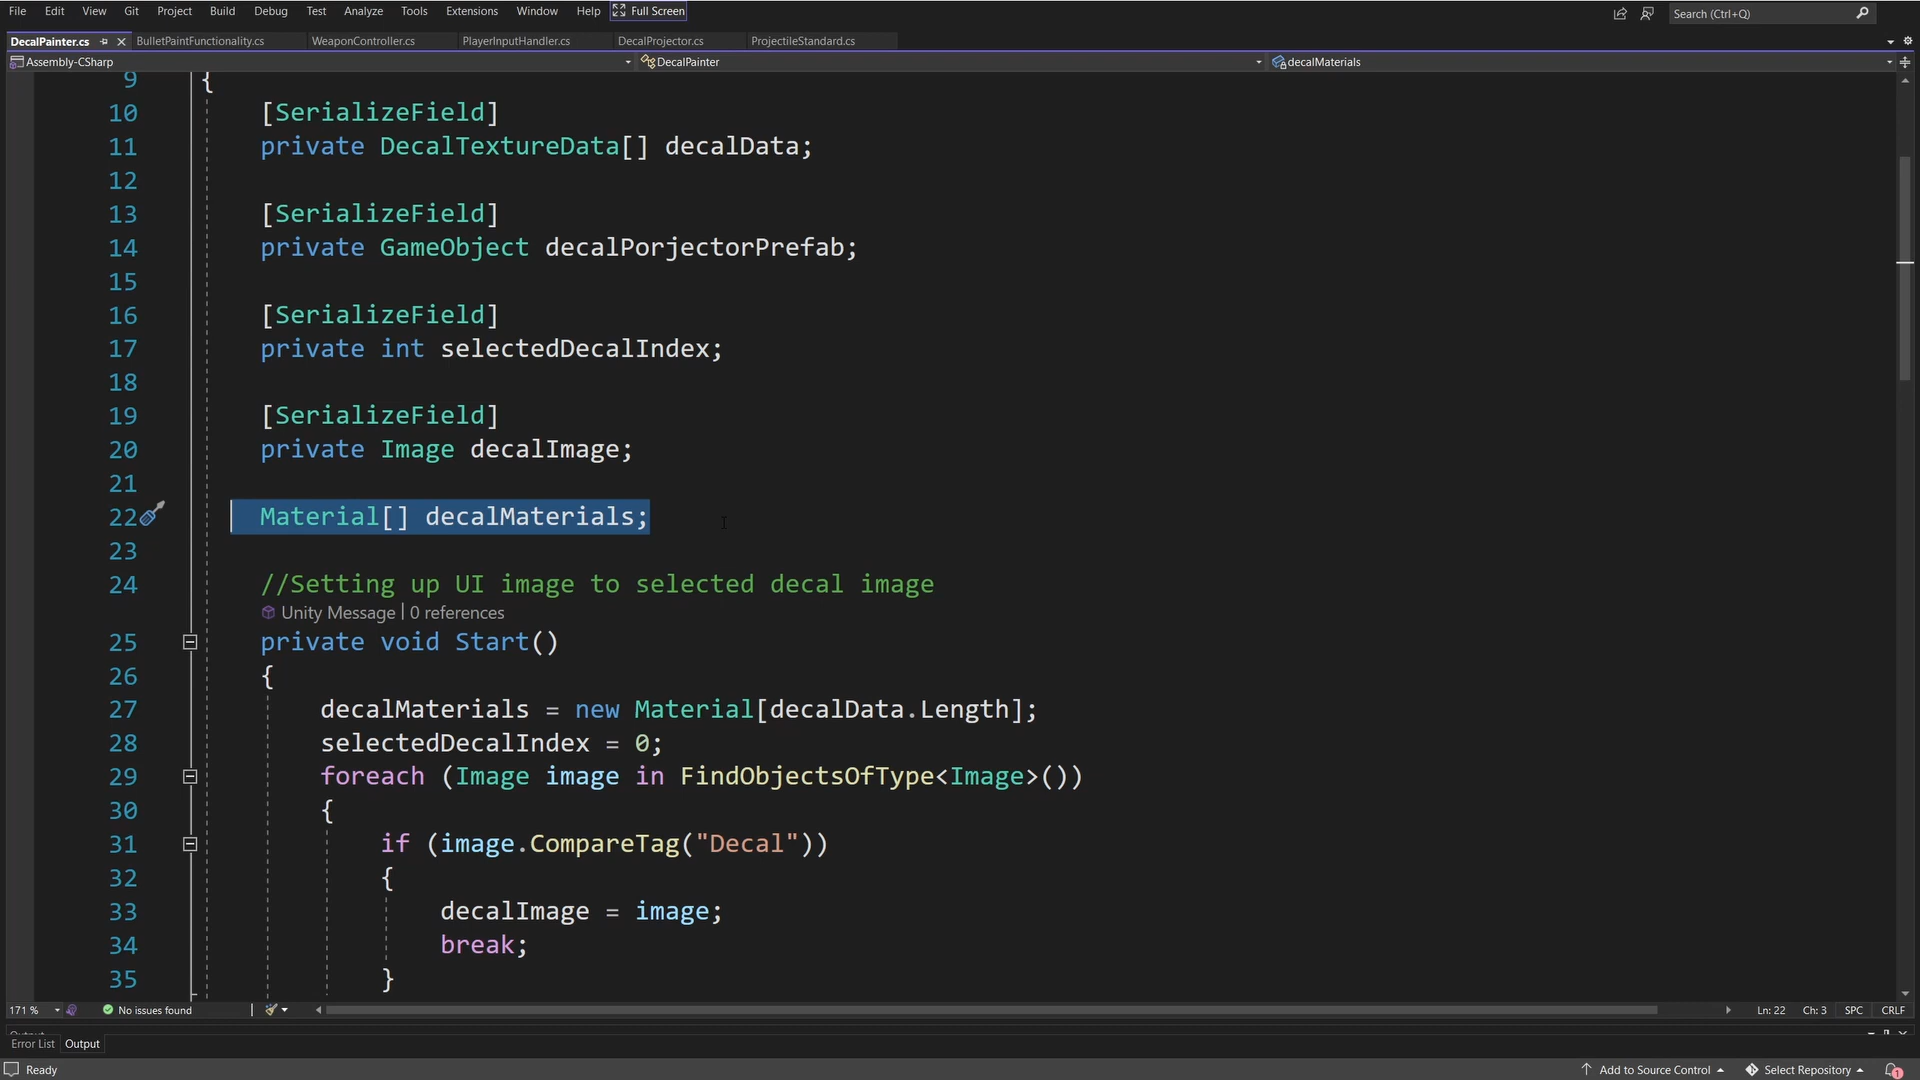 File Edit View Git Project Build Debug Test Analyze Tools Extensions Window Help Full Screen Search (Ctrl+Q)
DecalPainter.cs BulletPaintFunctionality.cs WeaponController.cs PlayerInputHandler.cs DecalProjector.cs ProjectileStandard.cs
Assembly-CSharp DecalPainter decalMaterials
9 {
10 [SerializeField]
11 private DecalTextureData[] decalData;
12
13 [SerializeField]
14 private GameObject decalPorjectorPrefab;
15
16 [SerializeField]
17 private int selectedDecalIndex;
18
19 [SerializeField]
20 private Image decalImage;
21
22 Material[] decalMaterials;
23
24 //Setting up UI image to selected decal image
Unity Message | 0 references
25 private void Start()
26 {
27 decalMaterials = new Material[decalData.Length];
28 selectedDecalIndex = 0;
29 foreach (Image image in FindObjectsOfType<Image>())
30 {
31 if (image.CompareTag("Decal"))
32 {
33 decalImage = image;
34 break;
35 }
171 % No issues found Ln: 22 Ch: 3 SPC CRLF
Output
Error List Output
Ready Add to Source Control Select Repository 1